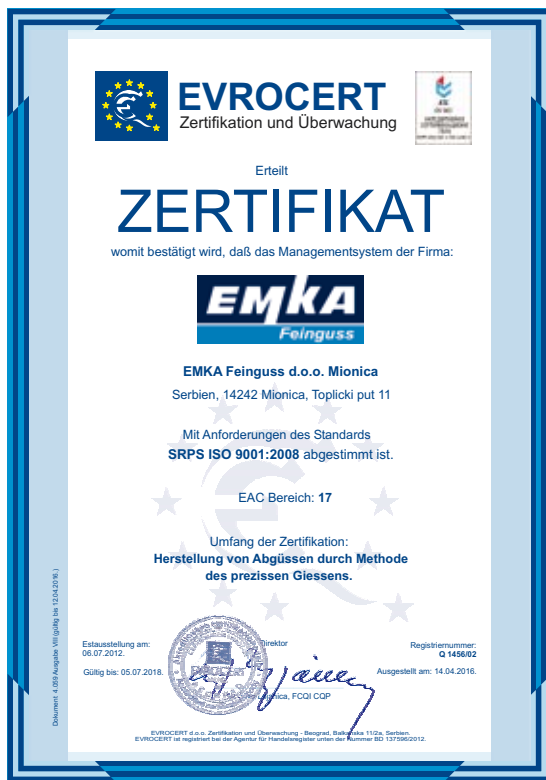 EVROCERT
Zertifikation und Überwachung
Erteilt
ZERTIFIKAT
womit bestätigt wird, daß das Managementsystem der Firma:
EMKA
Feinguss
EMKA Feinguss d.o.o. Mionica
Serbien, 14242 Mionica, Toplicki put 11
Mit Anforderungen des Standards
SRPS ISO 9001:2008 abgestimmt ist.
EAC Bereich: 17
Umfang der Zertifikation:
Herstellung von Abgüssen durch Methode
des prezissen Giessens.
Estausstellung am:
06.07.2012.
Gültig bis: 05.07.2018.
EVROCERT
Direktor
FCQI CQP
Registriernummer:
Q 1456/02
Ausgestellt am: 14.04.2016.
EVROCERT d.o.o. Zertifikation und Überwachung - Beograd, Balkanska 11/2a, Serbien.
EVROCERT ist registriert bei der Agentur für Handelsregister unter der Nummer BD 137596/2012.
Dokument 4.059 Ausgabe VIII (gültig bis 12.04.2016.)